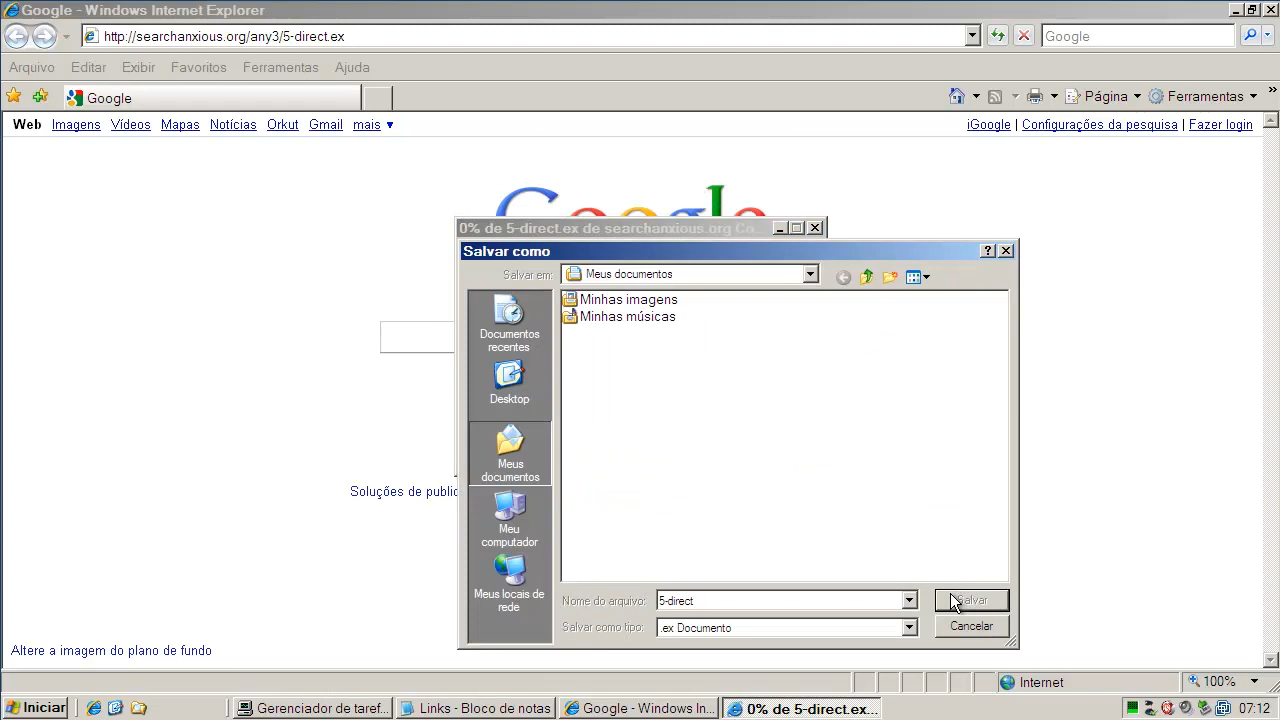 Google - Windows Internet Explorer
http://searchanxious.org/any3/5-direct.ex
Google
Arquivo Editar Exibir Favoritos Ferramentas Ajuda
Google
Página Ferramentas »
Web Imagens Vídeos Mapas Notícias Orkut Gmail mais ▼
iGoogle | Configurações da pesquisa | Fazer login
Google
0% de 5-direct.ex de searchanxious.org Co...
Salvar como
Salvar em: Meus documentos
Minhas imagens
Minhas músicas
Documentos
recentes
Desktop
Meus
documentos
Meu
computador
Meus locais de
rede
Nome do arquivo: 5-direct Salvar
Salvar como tipo: .ex Documento Cancelar
Soluções de public
Altere a imagem do plano de fundo
Internet 100%
Iniciar Gerenciador de taref... Links - Bloco de notas Google - Windows In... 0% de 5-direct.ex... 07:12